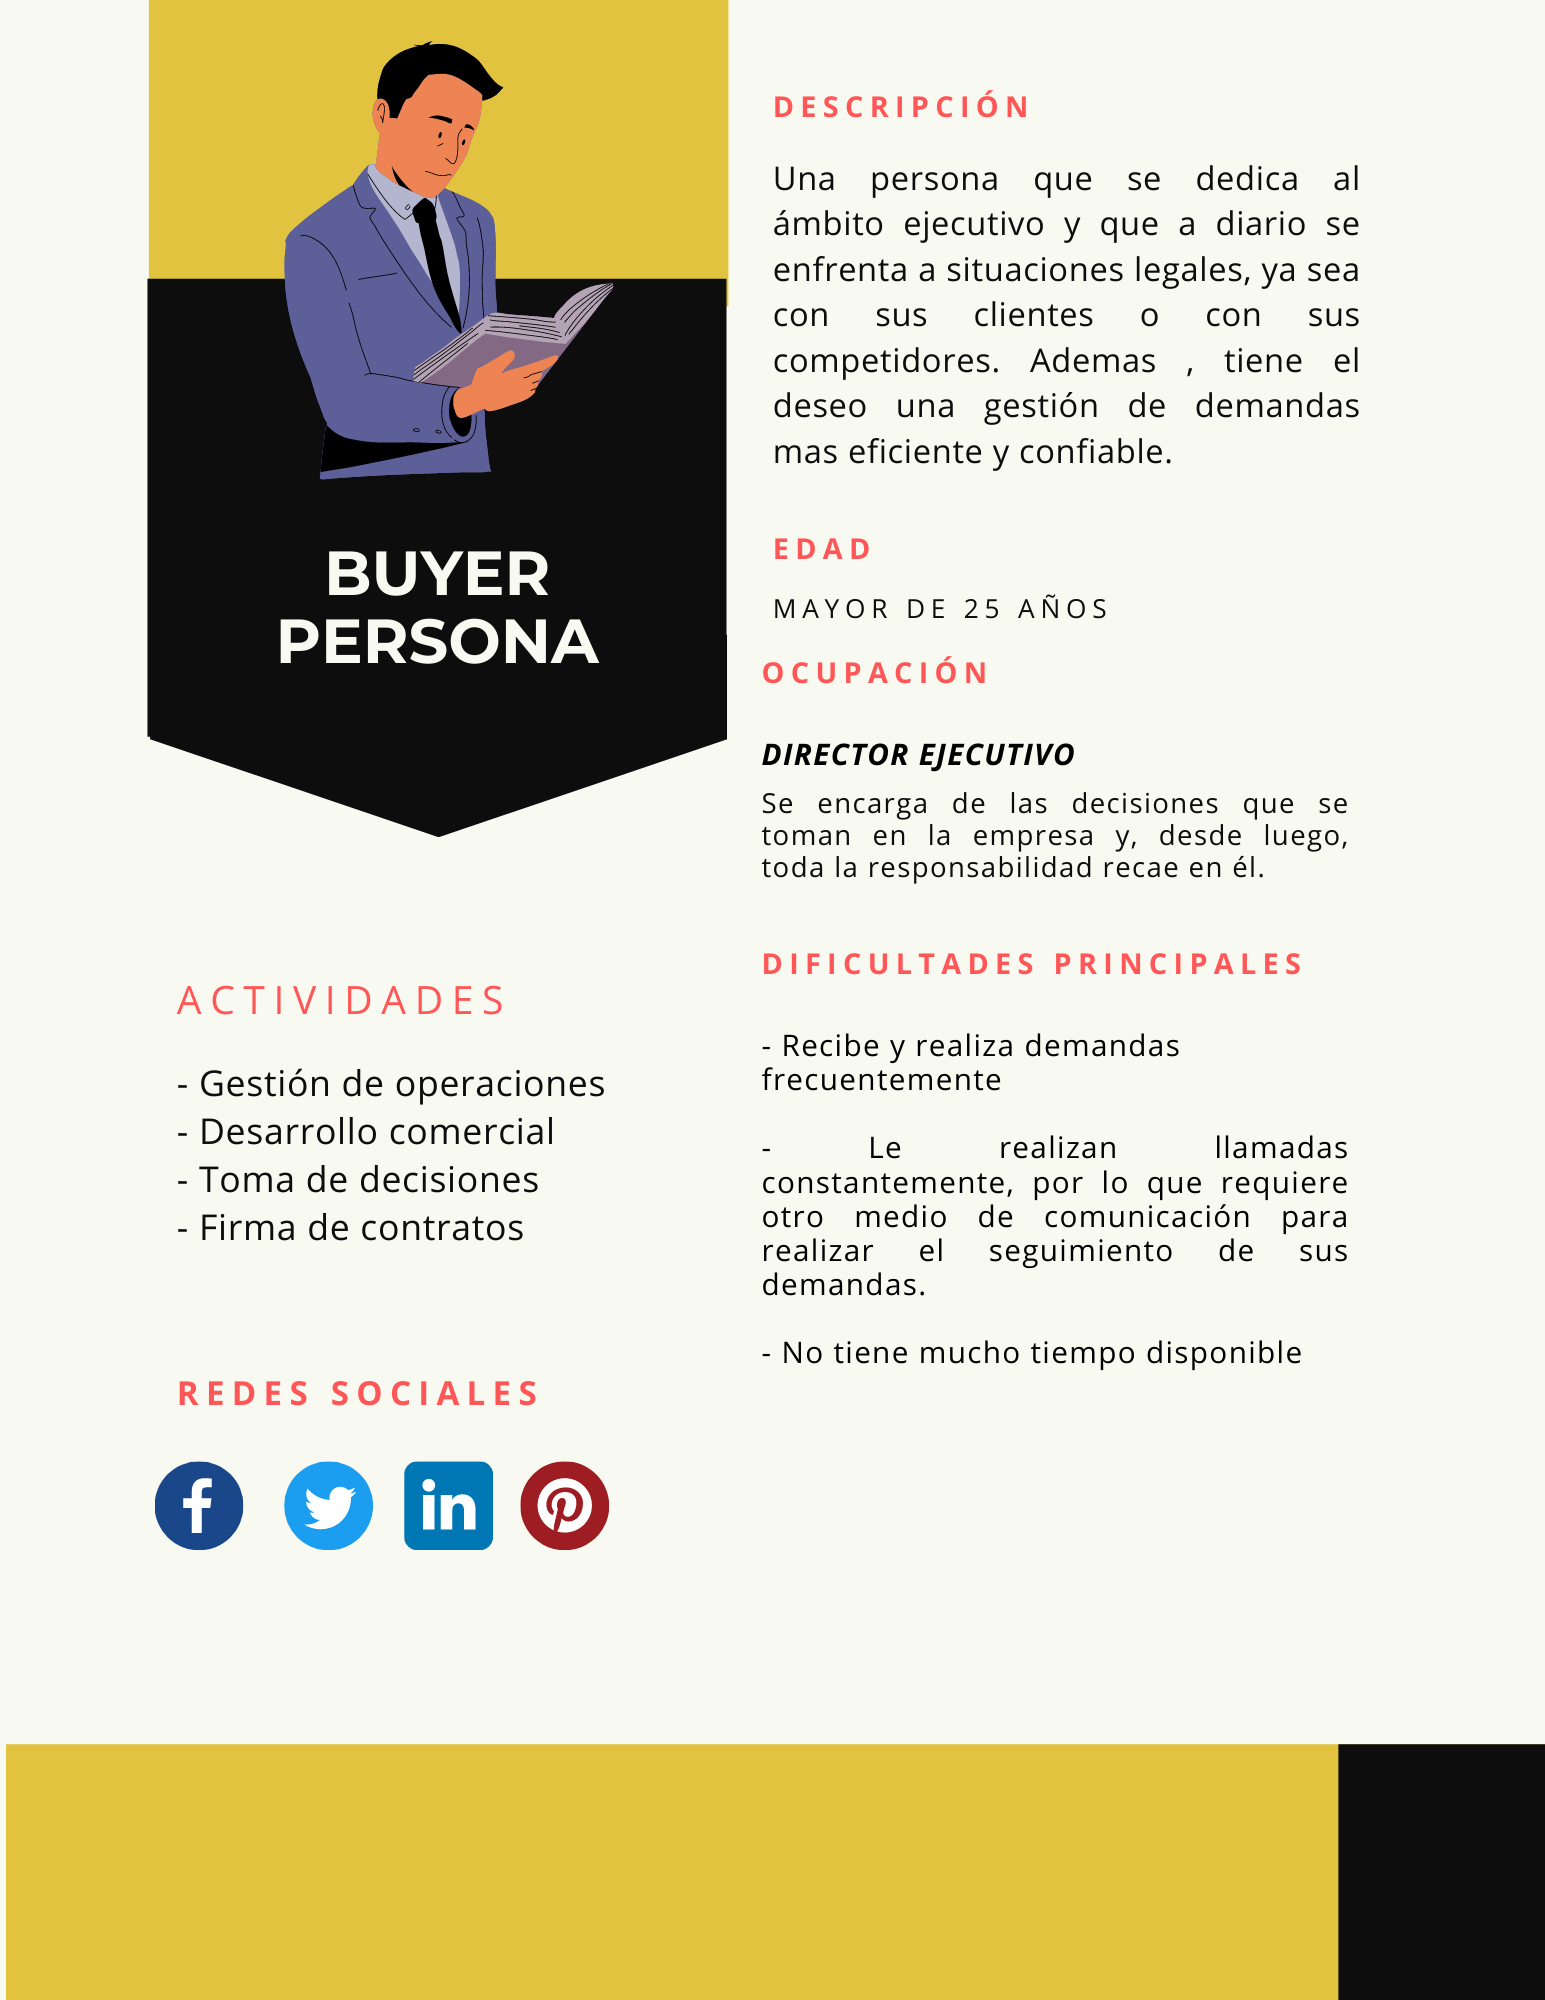 BUYER
PERSONA
ACTIVIDADES
- Gestión de operaciones
- Desarrollo comercial
- Toma de decisiones
- Firma de contratos
REDES SOCIALES
f
in
DESCRIPCIÓN
Una persona que se dedica al
ámbito ejecutivo y que a diario se
enfrenta a situaciones legales, ya sea
con sus clientes o con sus
competidores. Ademas , tiene el
deseo una gestión de demandas
mas eficiente y confiable.
EDAD
MAYOR DE 25 AÑOS
OCUPACIÓN
DIRECTOR EJECUTIVO
Se encarga de las decisiones que se
toman en la empresa y, desde luego,
toda la responsabilidad recae en él.
DIFICULTADES PRINCIPALES
- Recibe y realiza demandas
frecuentemente
- Le realizan llamadas
constantemente, por lo que requiere
otro medio de comunicación para
realizar el seguimiento de sus
demandas.
- No tiene mucho tiempo disponible